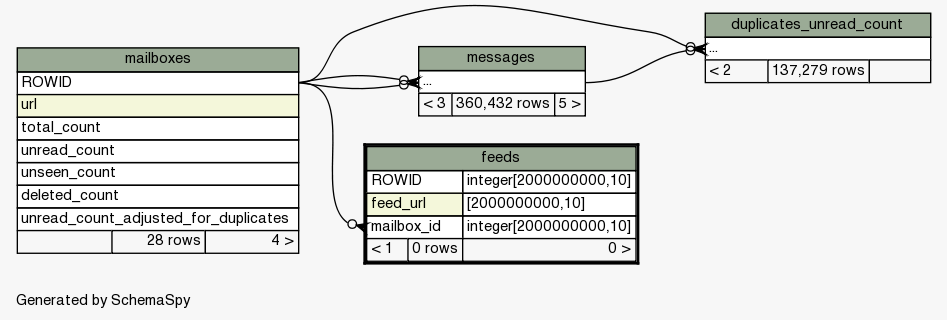 mailboxes
ROWID
url
total_count
unread_count
unseen_count
deleted_count
unread_count_adjusted_for_duplicates
28 rows 4 >
messages
...
< 3 360,432 rows 5 >
duplicates_unread_count
...
< 2 137,279 rows
feeds
ROWID integer[2000000000,10]
feed_url [2000000000,10]
mailbox_id integer[2000000000,10]
< 1 0 rows 0 >
Generated by SchemaSpy